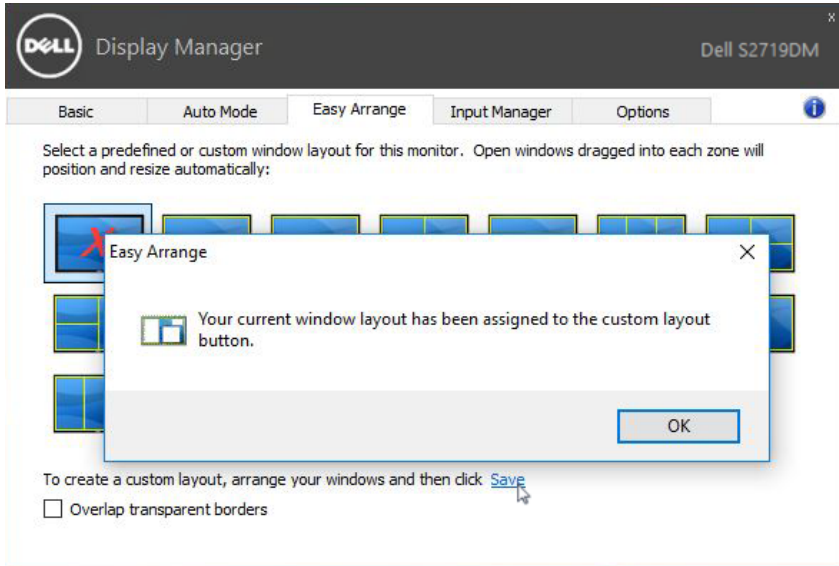 DELL
Display Manager
Dell S2719DM
x
Basic
Auto Mode
Easy Arrange
Input Manager
Options
i
Select a predefined or custom window layout for this monitor. Open windows dragged into each zone will
position and resize automatically:
X
Easy Arrange
Your current window layout has been assigned to the custom layout
button.
OK
To create a custom layout, arrange your windows and then click Save
Overlap transparent borders